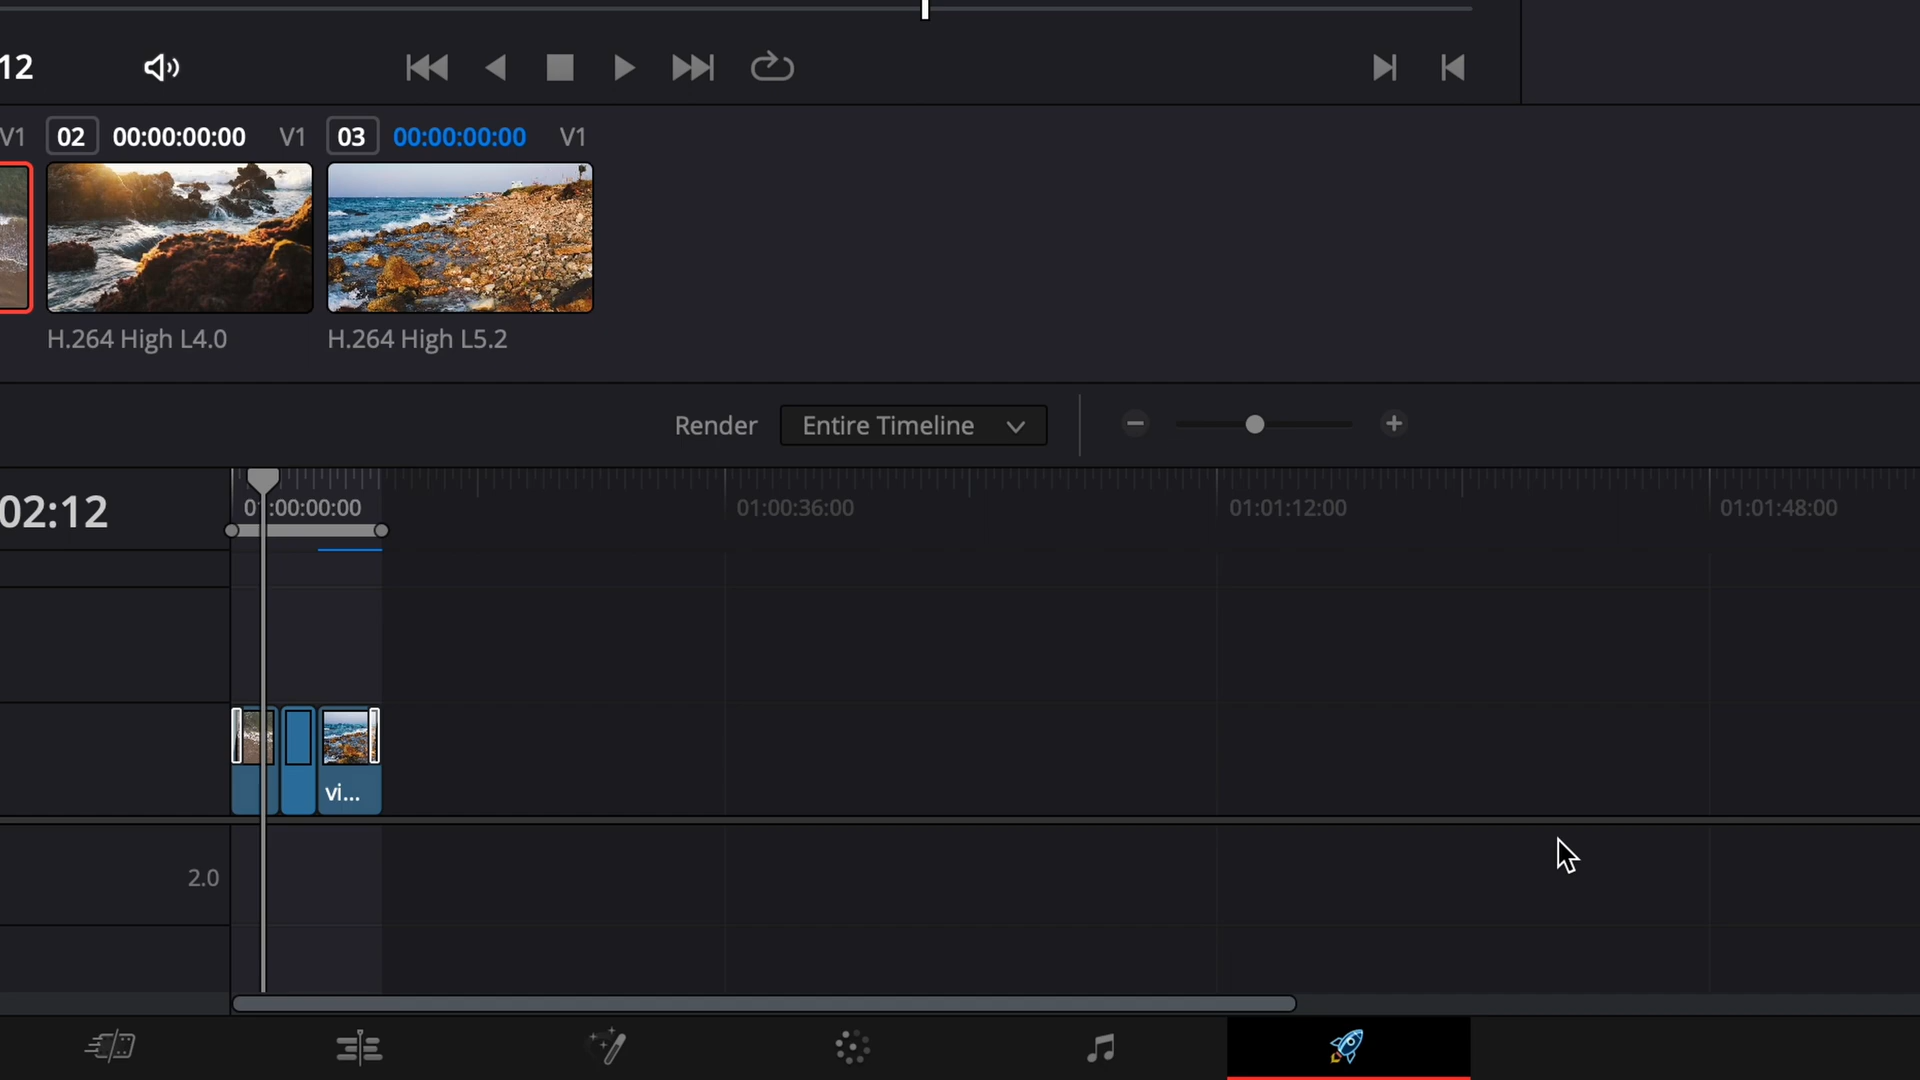 12
V1 02 00:00:00:00 V1 03 00:00:00:00 V1
H.264 High L4.0 H.264 High L5.2
Render Entire Timeline
02:12 01:00:00:00 01:00:36:00 01:01:12:00 01:01:48:00
vi...
2.0